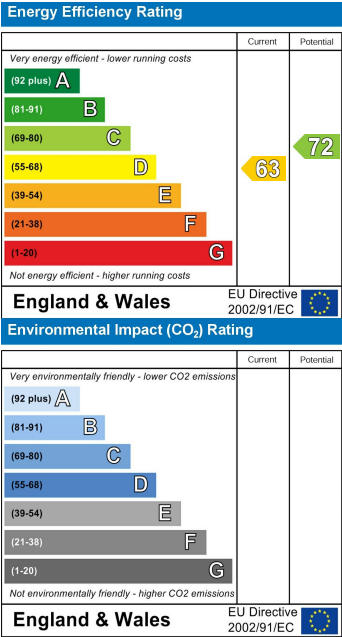 Energy Efficiency Rating
Current Potential
Very energy efficient - lower running costs
(92 plus) A
(81-91) B
(69-80) C
72
(55-68) D
63
(39-54) E
(21-38) F
(1-20) G
Not energy efficient - higher running costs
England & Wales
EU Directive
2002/91/EC
Environmental Impact (CO2) Rating
Current Potential
Very environmentally friendly - lower CO2 emissions
(92 plus) A
(81-91) B
(69-80) C
(55-68) D
(39-54) E
(21-38) F
(1-20) G
Not environmentally friendly - higher CO2 emissions
England & Wales
EU Directive
2002/91/EC